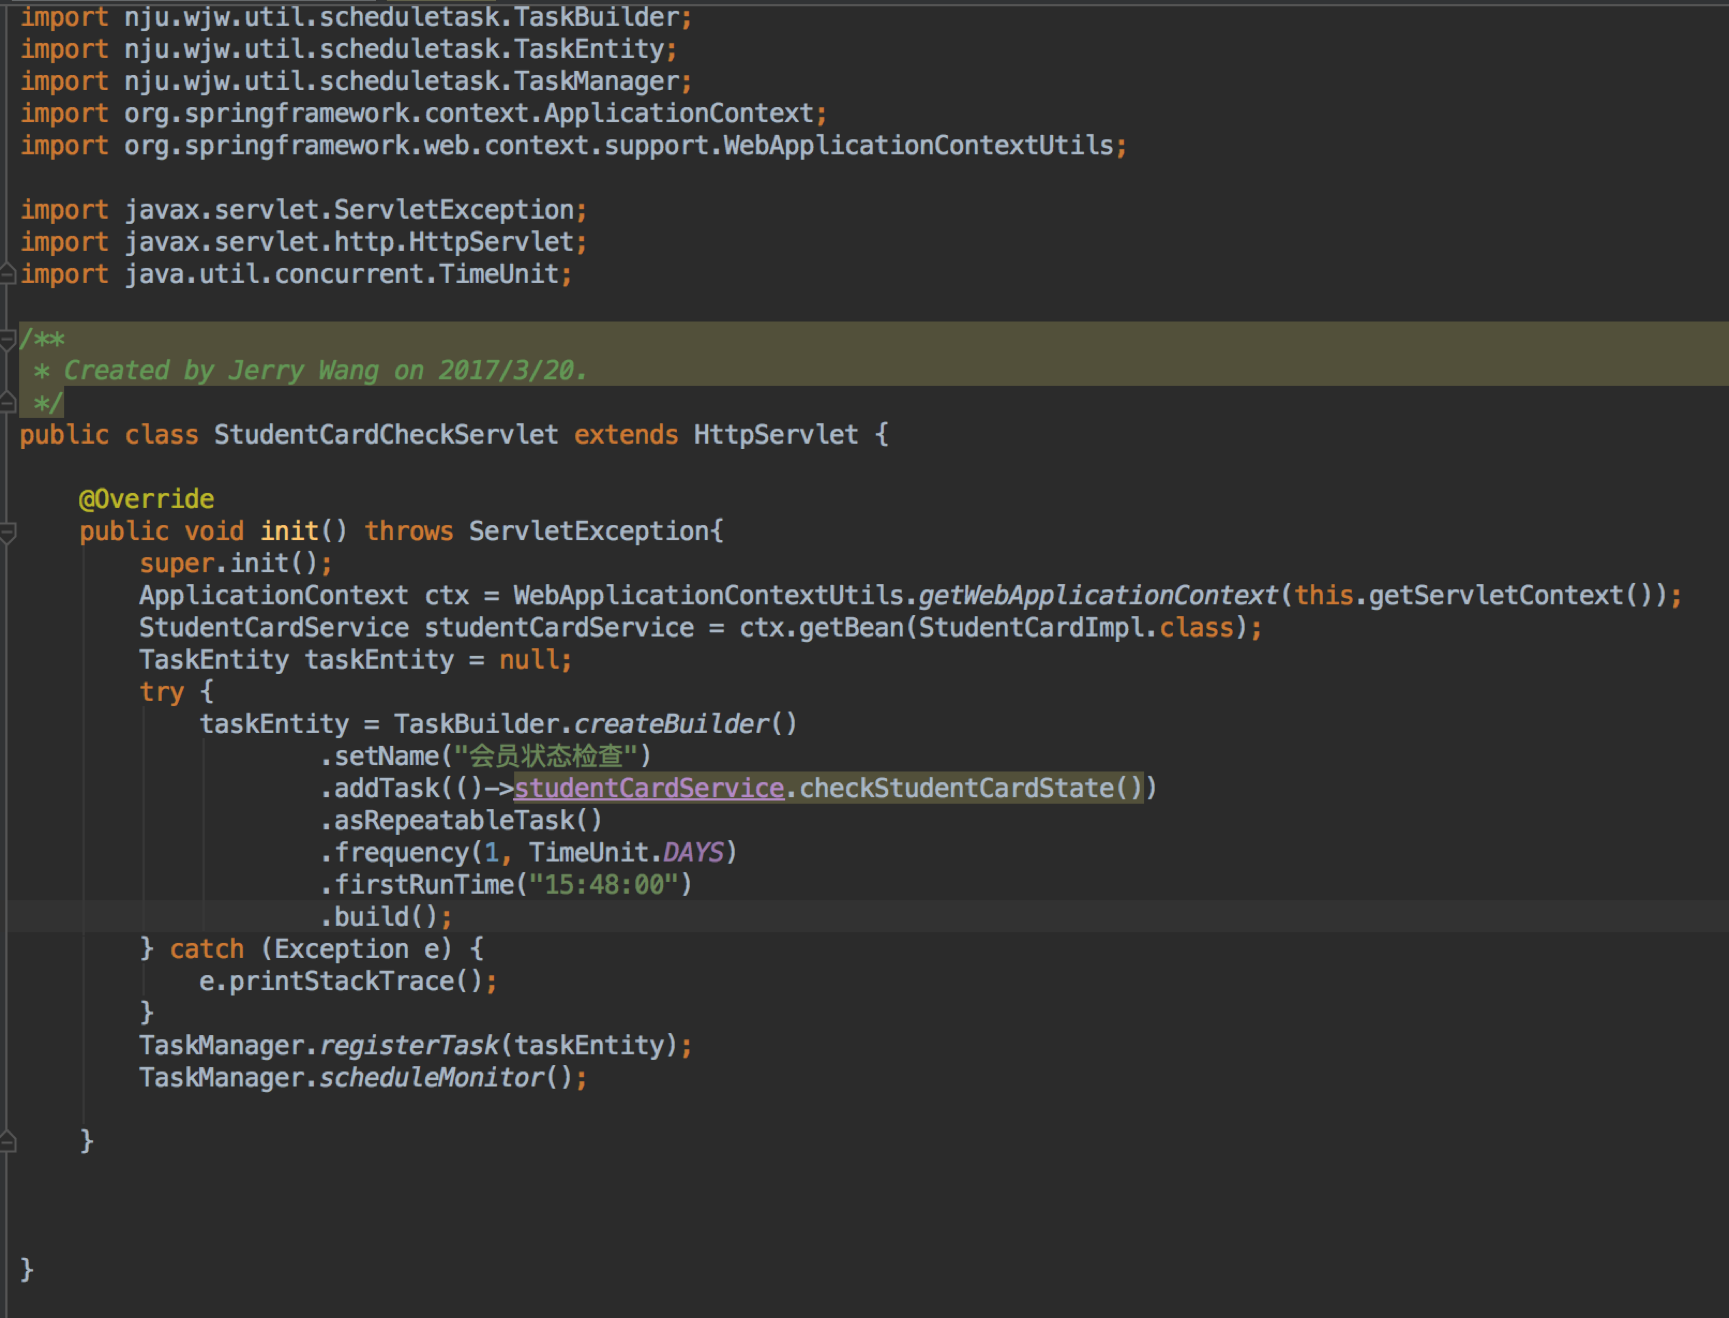 import nju.wjw.util.scheduletask.TaskBuilder;
import nju.wjw.util.scheduletask.TaskEntity;
import nju.wjw.util.scheduletask.TaskManager;
import org.springframework.context.ApplicationContext;
import org.springframework.web.context.support.WebApplicationContextUtils;
import javax.servlet.ServletException;
import javax.servlet.http.HttpServlet;
import java.util.concurrent.TimeUnit;
/**
 * Created by Jerry Wang on 2017/3/20.
 */
public class StudentCardCheckServlet extends HttpServlet {
    @Override
    public void init() throws ServletException{
        super.init();
        ApplicationContext ctx = WebApplicationContextUtils.getWebApplicationContext(this.getServletContext());
        StudentCardService studentCardService = ctx.getBean(StudentCardImpl.class);
        TaskEntity taskEntity = null;
        try {
            taskEntity = TaskBuilder.createBuilder()
                    .setName("会员状态检查")
                    .addTask(()->studentCardService.checkStudentCardState())
                    .asRepeatableTask()
                    .frequency(1, TimeUnit.DAYS)
                    .firstRunTime("15:48:00")
                    .build();
        } catch (Exception e) {
            e.printStackTrace();
        }
        TaskManager.registerTask(taskEntity);
        TaskManager.scheduleMonitor();
    }
}